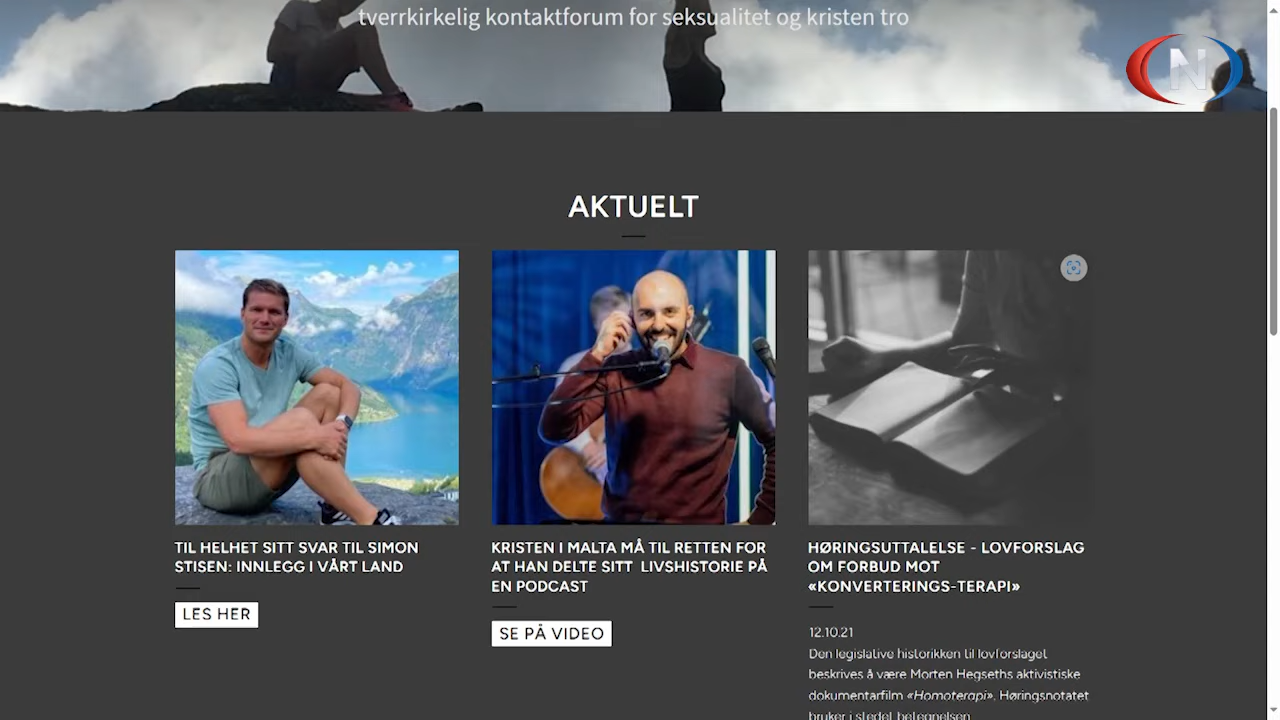 tverrkirkelig kontaktforum for seksualitet og kristen tro
N
AKTUELT
TIL HELHET SITT SVAR TIL SIMON
STISEN: INNLEGG I VÅRT LAND
LES HER
KRISTEN I MALTA MÅ TIL RETTEN FOR
AT HAN DELTE SITT LIVSHISTORIE PÅ
EN PODCAST
SE PÅ VIDEO
HØRINGSUTTALELSE - LOVFORSLAG
OM FORBUD MOT
«KONVERTERINGS-TERAPI»
12.10.21
Den legislative historikken til lovforslaget
beskrives å være Morten Hegseths aktivistiske
dokumentarfilm «Homoterapi». Høringsnotatet
bruker i stedet betegnelsen